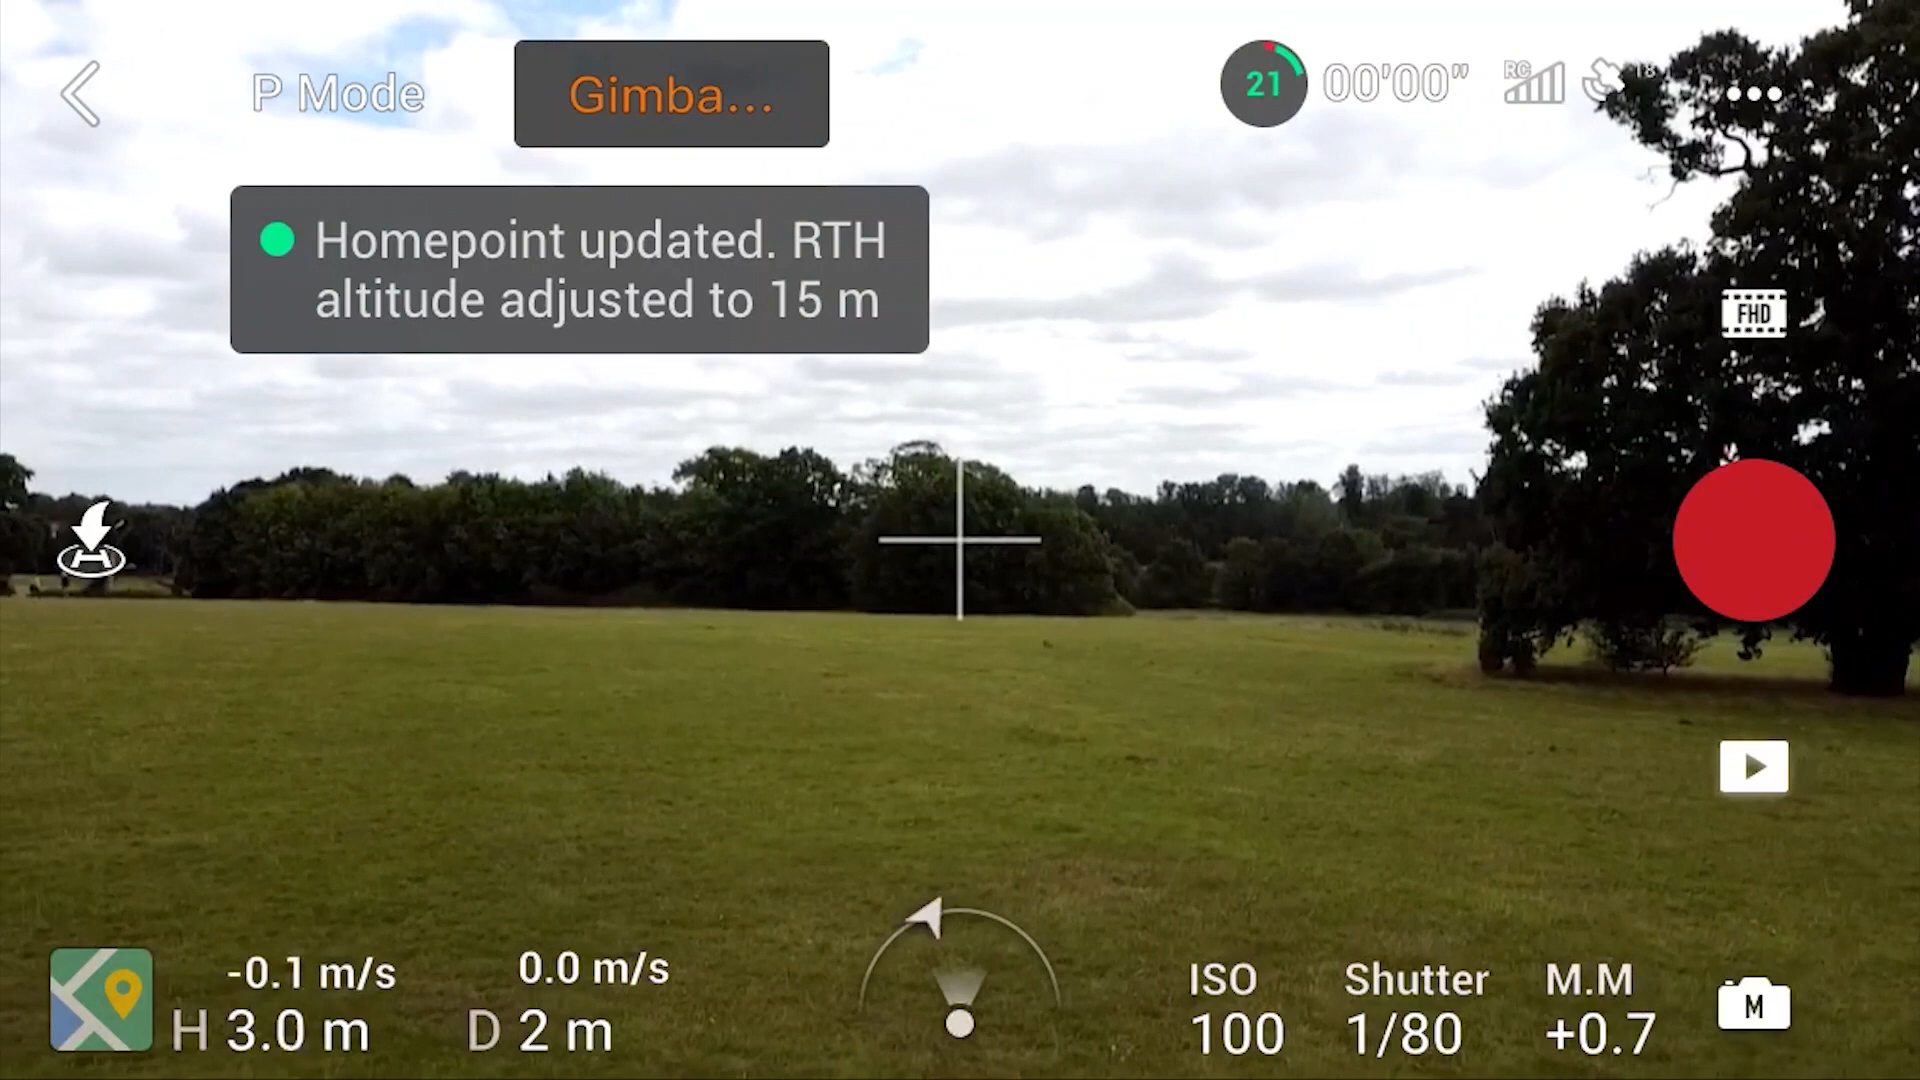 P Mode
Gimba...
21
00'00"
RC
18
Homepoint updated. RTH
altitude adjusted to 15 m
FHD
-0.1 m/s
0.0 m/s
H 3.0 m
D 2 m
ISO
100
Shutter
1/80
M.M
+0.7
M